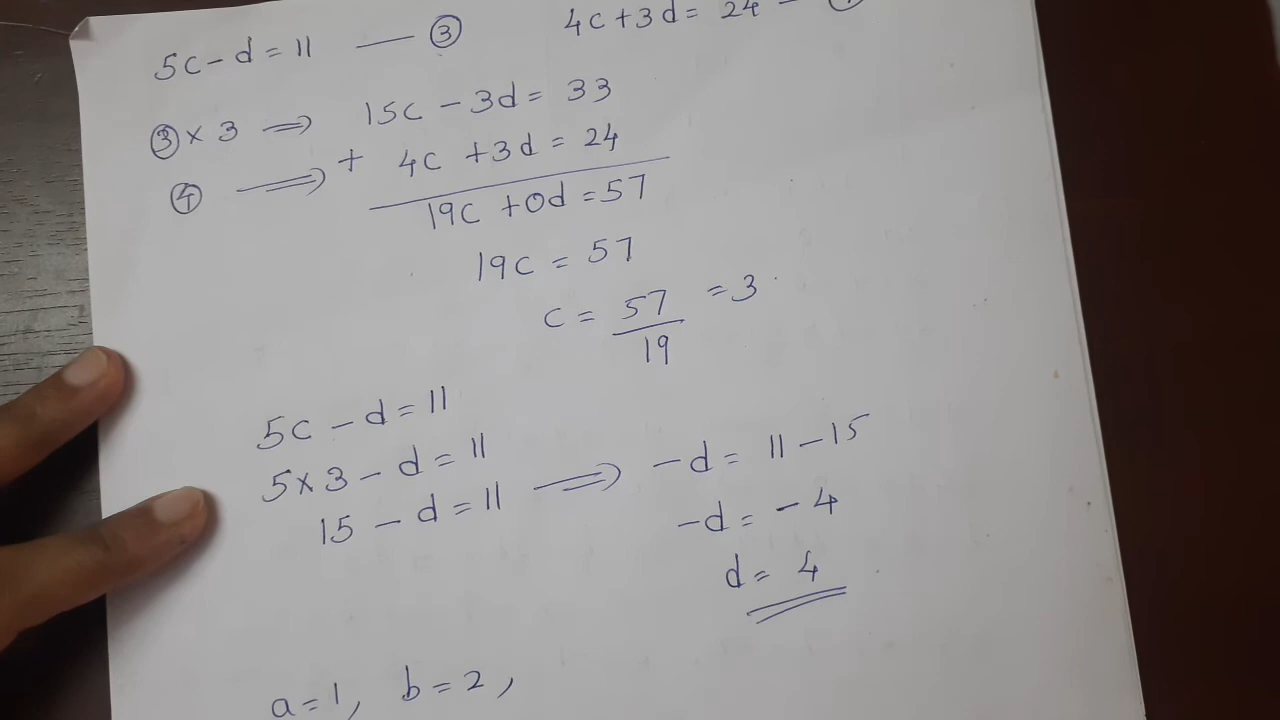 5c - d = 11 — ③ 4c + 3d = 24 -
③ × 3 ⟹ 15c - 3d = 33
④ ⟹ + 4c + 3d = 24
19c + 0d = 57
19c = 57
c = 57/19 = 3
5c - d = 11
5 × 3 - d = 11
15 - d = 11 ⟹ -d = 11 - 15
-d = -4
d = 4
a = 1, b = 2,